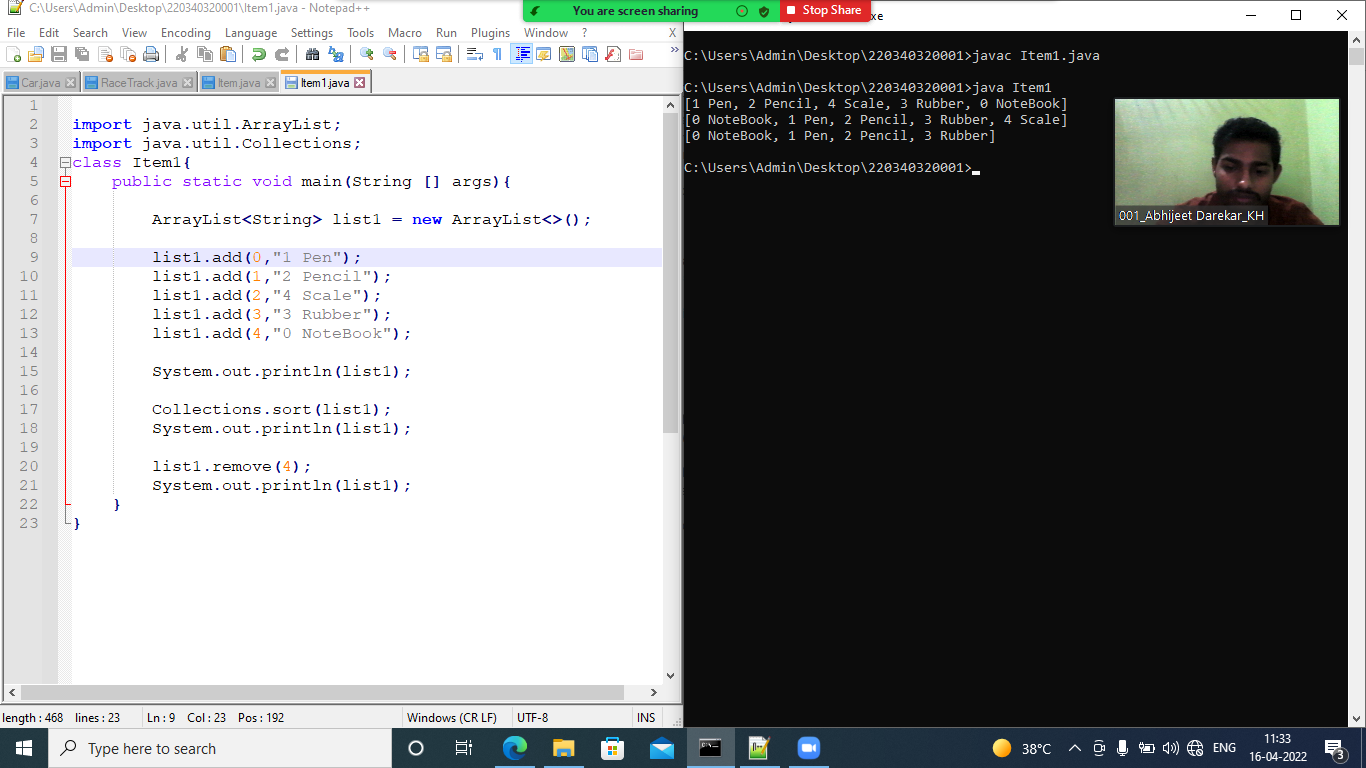 C:\Users\Admin\Desktop\220340320001\Item1.java - Notepad++
You are screen sharing
Stop Share
.exe
File Edit Search View Encoding Language Settings Tools Macro Run Plugins Window ? X
Car.java RaceTrack.java Item.java Item1.java
1
2 import java.util.ArrayList;
3 import java.util.Collections;
4 class Item1{
5 public static void main(String [] args){
6
7 ArrayList<String> list1 = new ArrayList<>();
8
9 list1.add(0,"1 Pen");
10 list1.add(1,"2 Pencil");
11 list1.add(2,"4 Scale");
12 list1.add(3,"3 Rubber");
13 list1.add(4,"0 NoteBook");
14
15 System.out.println(list1);
16
17 Collections.sort(list1);
18 System.out.println(list1);
19
20 list1.remove(4);
21 System.out.println(list1);
22 }
23 }
length : 468 lines : 23 Ln : 9 Col : 23 Pos : 192 Windows (CR LF) UTF-8 INS
C:\Users\Admin\Desktop\220340320001>javac Item1.java
C:\Users\Admin\Desktop\220340320001>java Item1
[1 Pen, 2 Pencil, 4 Scale, 3 Rubber, 0 NoteBook]
[0 NoteBook, 1 Pen, 2 Pencil, 3 Rubber, 4 Scale]
[0 NoteBook, 1 Pen, 2 Pencil, 3 Rubber]
C:\Users\Admin\Desktop\220340320001>
001_Abhijeet Darekar_KH
Type here to search
38°C
ENG
11:33
16-04-2022
3